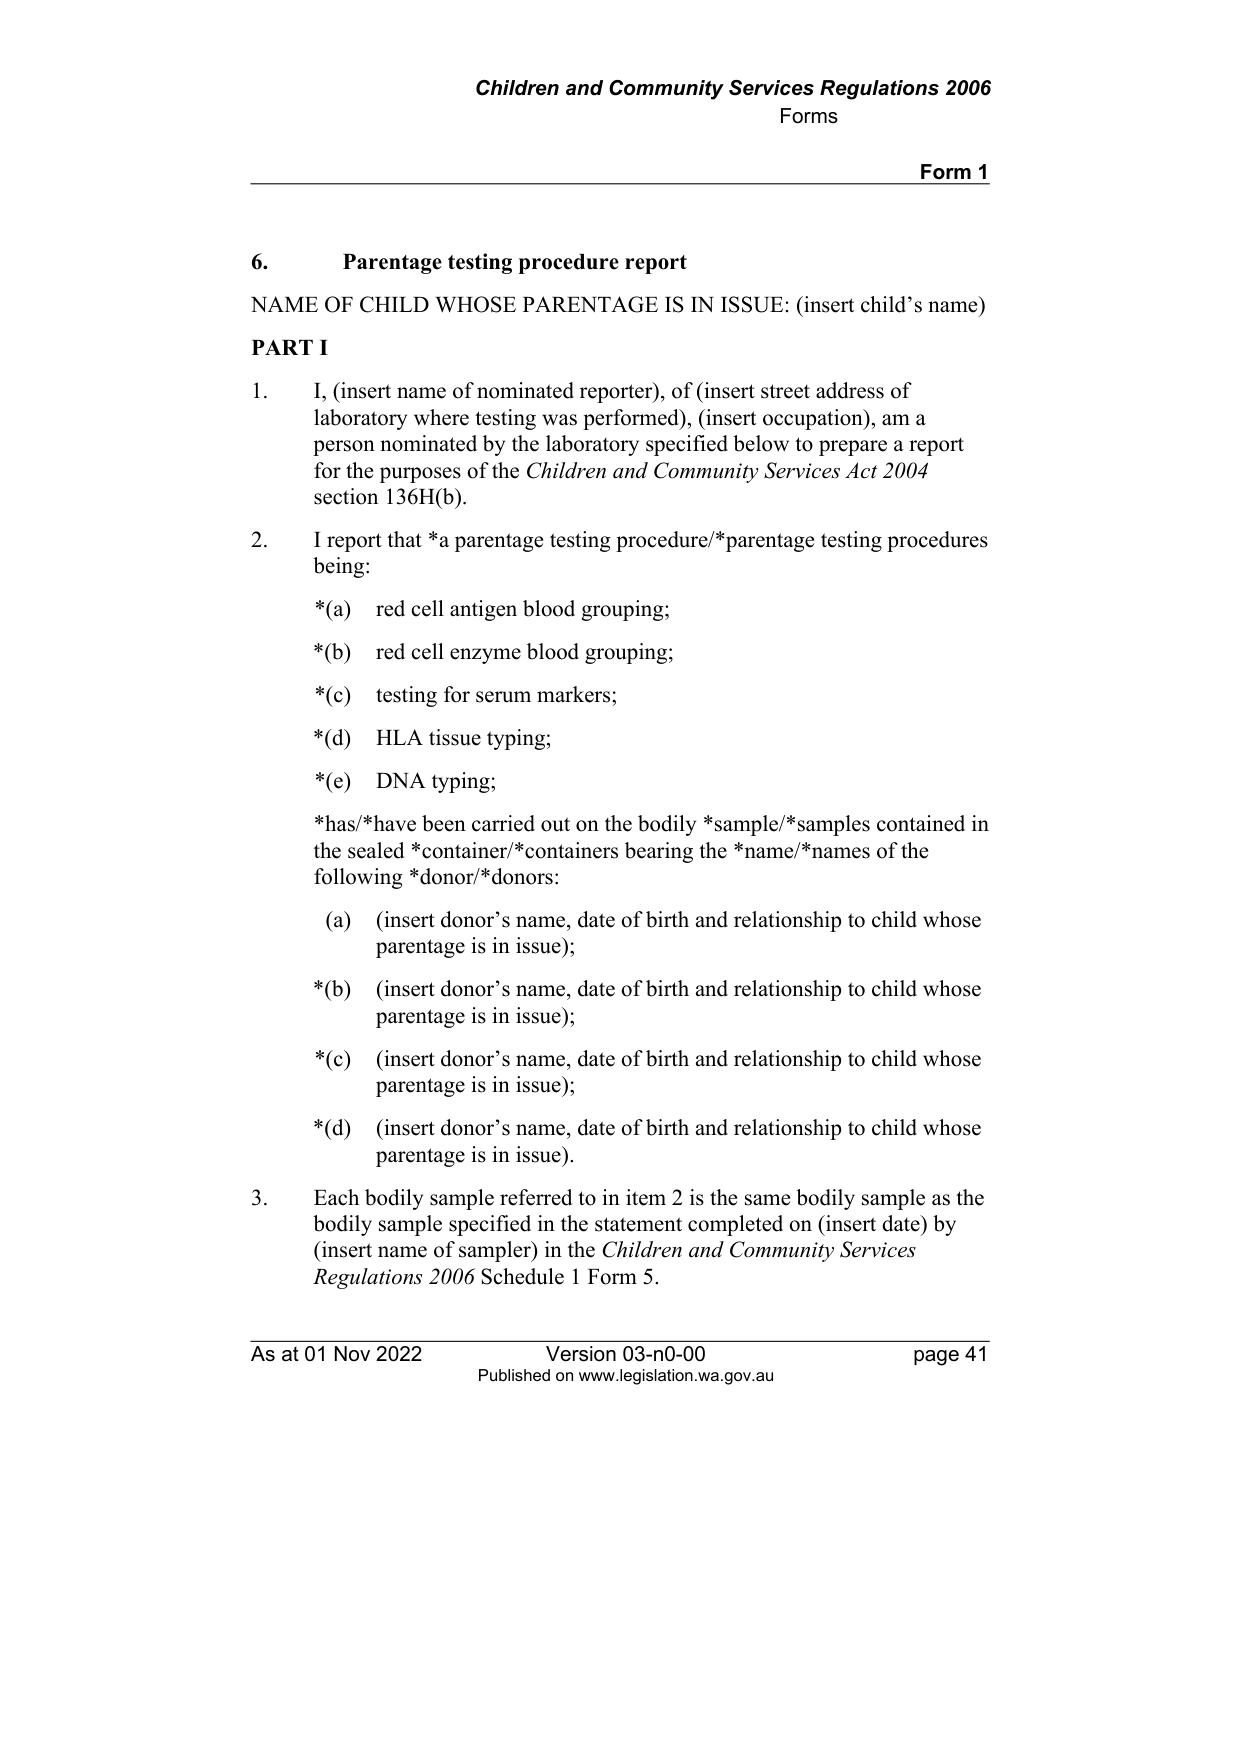 Children and Community Services Regulations 2006
Forms
Form 1
6. Parentage testing procedure report
NAME OF CHILD WHOSE PARENTAGE IS IN ISSUE: (insert child’s name)
PART I
1. I, (insert name of nominated reporter), of (insert street address of
laboratory where testing was performed), (insert occupation), am a
person nominated by the laboratory specified below to prepare a report
for the purposes of the Children and Community Services Act 2004
section 136H(b).
2. I report that *a parentage testing procedure/*parentage testing procedures
being:
*(a) red cell antigen blood grouping;
*(b) red cell enzyme blood grouping;
*(c) testing for serum markers;
*(d) HLA tissue typing;
*(e) DNA typing;
*has/*have been carried out on the bodily *sample/*samples contained in
the sealed *container/*containers bearing the *name/*names of the
following *donor/*donors:
(a) (insert donor’s name, date of birth and relationship to child whose
parentage is in issue);
*(b) (insert donor’s name, date of birth and relationship to child whose
parentage is in issue);
*(c) (insert donor’s name, date of birth and relationship to child whose
parentage is in issue);
*(d) (insert donor’s name, date of birth and relationship to child whose
parentage is in issue).
3. Each bodily sample referred to in item 2 is the same bodily sample as the
bodily sample specified in the statement completed on (insert date) by
(insert name of sampler) in the Children and Community Services
Regulations 2006 Schedule 1 Form 5.
As at 01 Nov 2022 Version 03-n0-00 page 41
Published on www.legislation.wa.gov.au